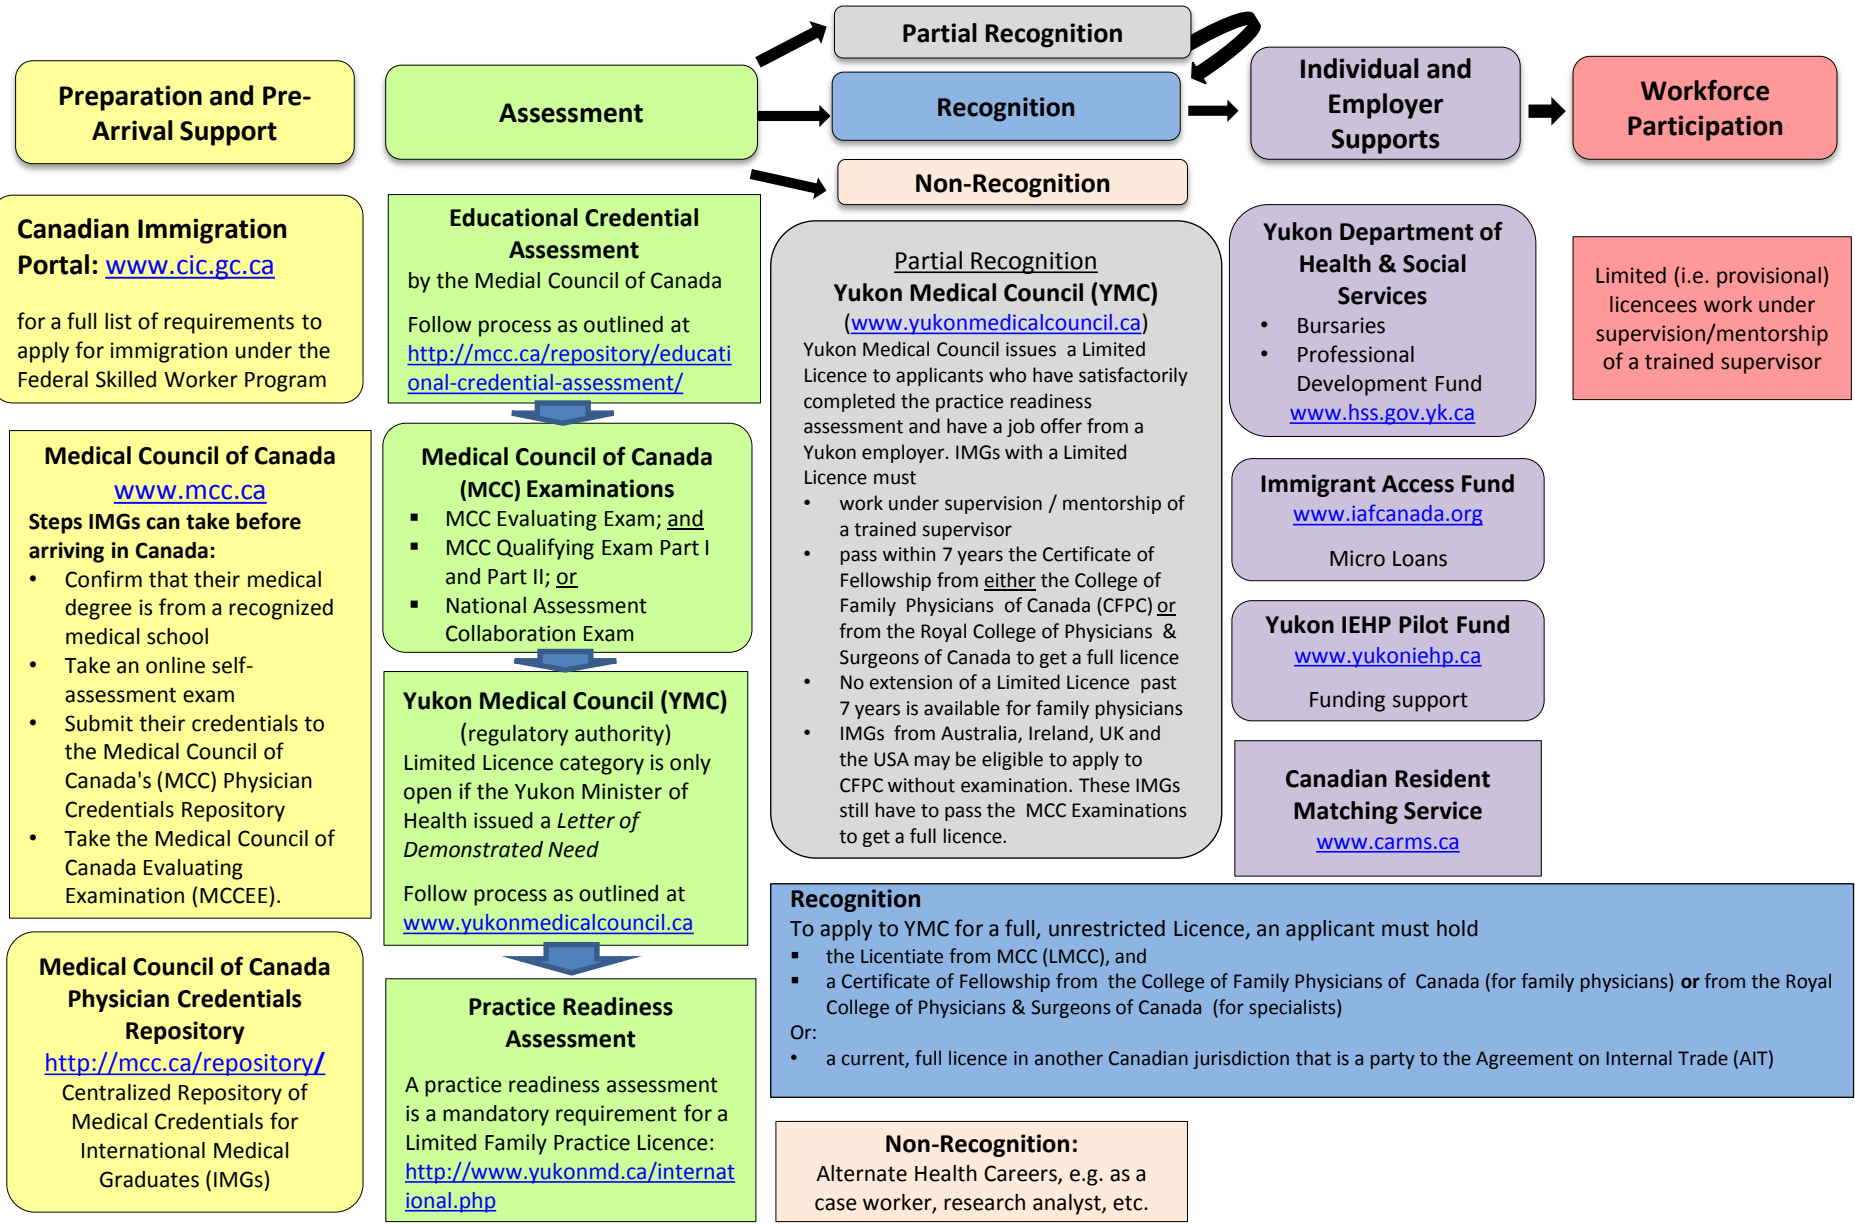 Preparation and Pre-
Arrival Support
Assessment
Partial Recognition
Recognition
Non-Recognition
Individual and
Employer
Supports
Workforce
Participation
Canadian Immigration
Portal: www.cic.gc.ca
for a full list of requirements to
apply for immigration under the
Federal Skilled Worker Program
Medical Council of Canada
www.mcc.ca
Steps IMGs can take before
arriving in Canada:
• Confirm that their medical
degree is from a recognized
medical school
• Take an online self-
assessment exam
• Submit their credentials to
the Medical Council of
Canada's (MCC) Physician
Credentials Repository
• Take the Medical Council of
Canada Evaluating
Examination (MCCEE).
Medical Council of Canada
Physician Credentials
Repository
http://mcc.ca/repository/
Centralized Repository of
Medical Credentials for
International Medical
Graduates (IMGs)
Educational Credential
Assessment
by the Medial Council of Canada
Follow process as outlined at
http://mcc.ca/repository/educati
onal-credential-assessment/
Medical Council of Canada
(MCC) Examinations
▪ MCC Evaluating Exam; and
▪ MCC Qualifying Exam Part I
and Part II; or
▪ National Assessment
Collaboration Exam
Yukon Medical Council (YMC)
(regulatory authority)
Limited Licence category is only
open if the Yukon Minister of
Health issued a Letter of
Demonstrated Need
Follow process as outlined at
www.yukonmedicalcouncil.ca
Practice Readiness
Assessment
A practice readiness assessment
is a mandatory requirement for a
Limited Family Practice Licence:
http://www.yukonmd.ca/internat
ional.php
Partial Recognition
Yukon Medical Council (YMC)
(www.yukonmedicalcouncil.ca)
Yukon Medical Council issues a Limited
Licence to applicants who have satisfactorily
completed the practice readiness
assessment and have a job offer from a
Yukon employer. IMGs with a Limited
Licence must
• work under supervision / mentorship of
a trained supervisor
• pass within 7 years the Certificate of
Fellowship from either the College of
Family Physicians of Canada (CFPC) or
from the Royal College of Physicians &
Surgeons of Canada to get a full licence
• No extension of a Limited Licence past
7 years is available for family physicians
• IMGs from Australia, Ireland, UK and
the USA may be eligible to apply to
CFPC without examination. These IMGs
still have to pass the MCC Examinations
to get a full licence.
Yukon Department of
Health & Social
Services
• Bursaries
• Professional
Development Fund
www.hss.gov.yk.ca
Immigrant Access Fund
www.iafcanada.org
Micro Loans
Yukon IEHP Pilot Fund
www.yukoniehp.ca
Funding support
Canadian Resident
Matching Service
www.carms.ca
Limited (i.e. provisional)
licencees work under
supervision/mentorship
of a trained supervisor
Recognition
To apply to YMC for a full, unrestricted Licence, an applicant must hold
▪ the Licentiate from MCC (LMCC), and
▪ a Certificate of Fellowship from the College of Family Physicians of Canada (for family physicians) or from the Royal
College of Physicians & Surgeons of Canada (for specialists)
Or:
• a current, full licence in another Canadian jurisdiction that is a party to the Agreement on Internal Trade (AIT)
Non-Recognition:
Alternate Health Careers, e.g. as a
case worker, research analyst, etc.